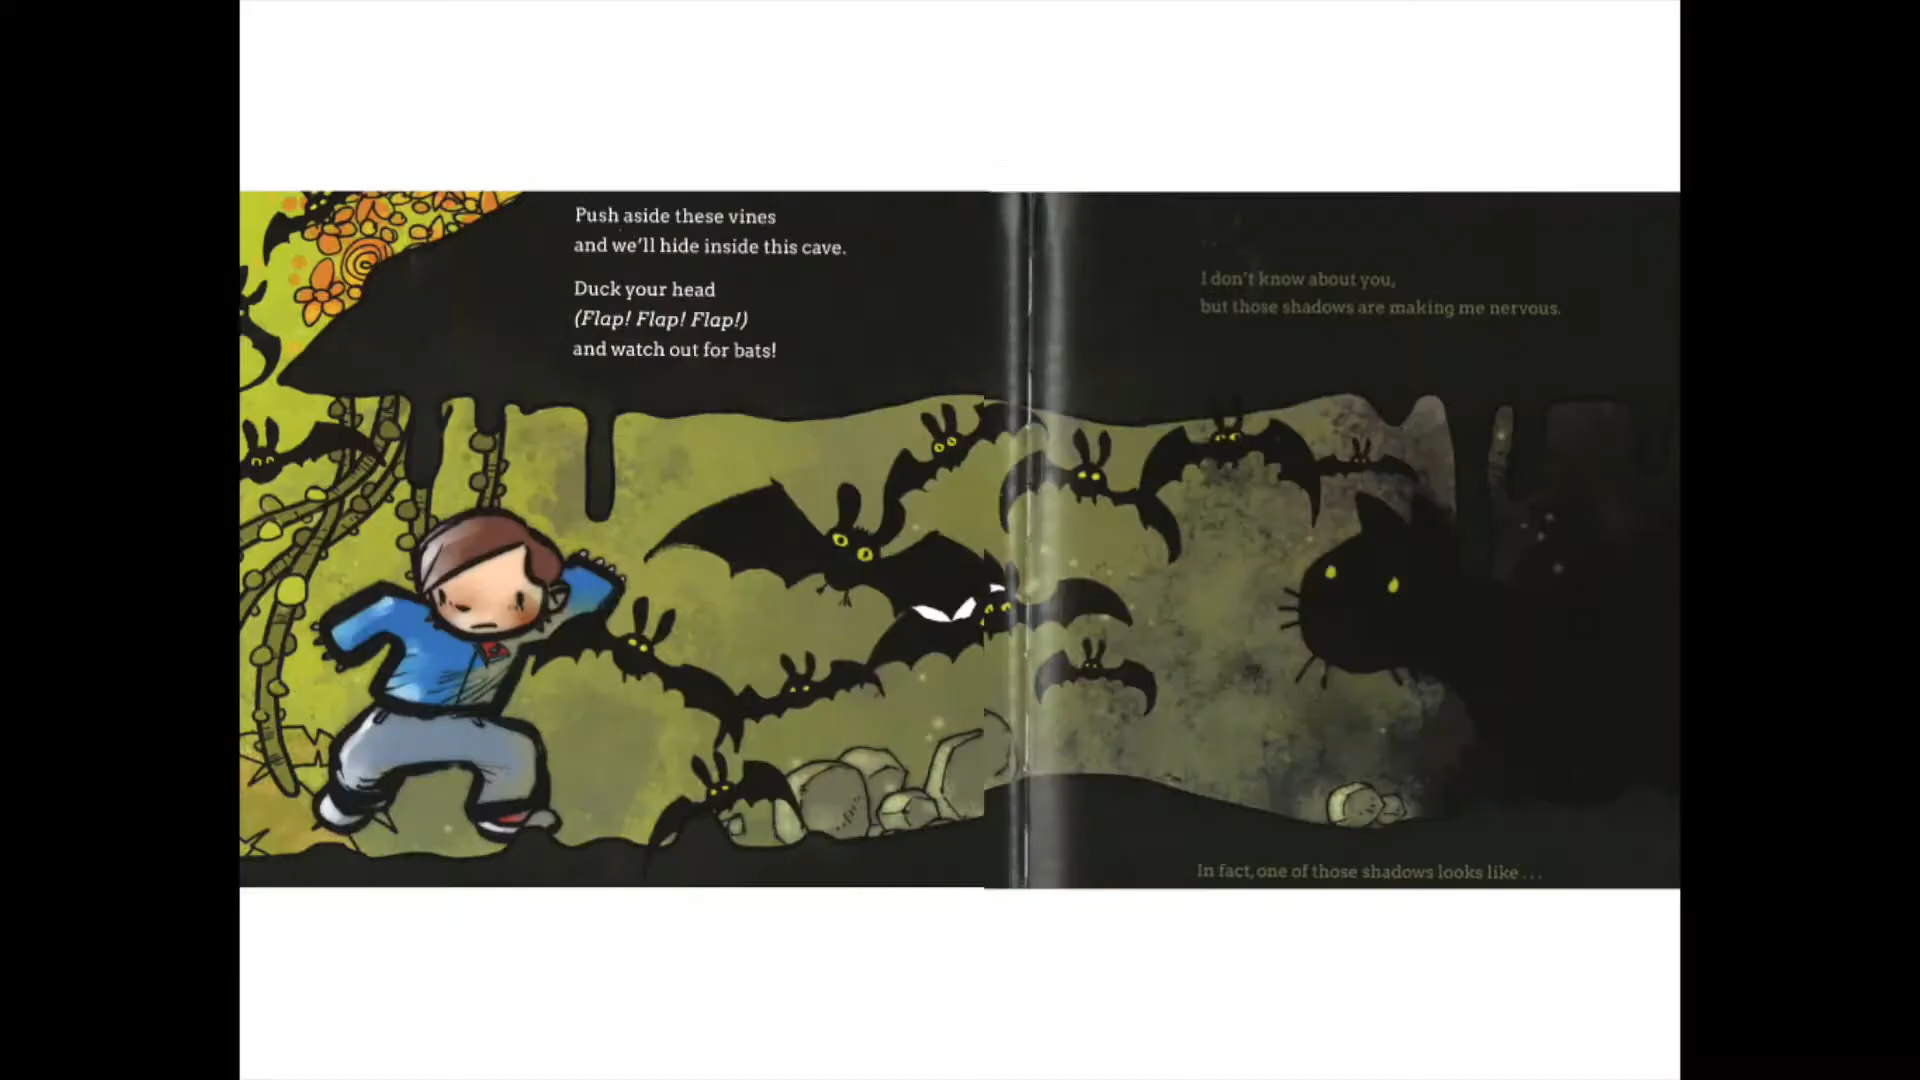 Push aside these vines
and we'll hide inside this cave.
Duck your head
(Flap! Flap! Flap!)
and watch out for bats!
I don't know about you,
but those shadows are making me nervous.
In fact, one of those shadows looks like ...